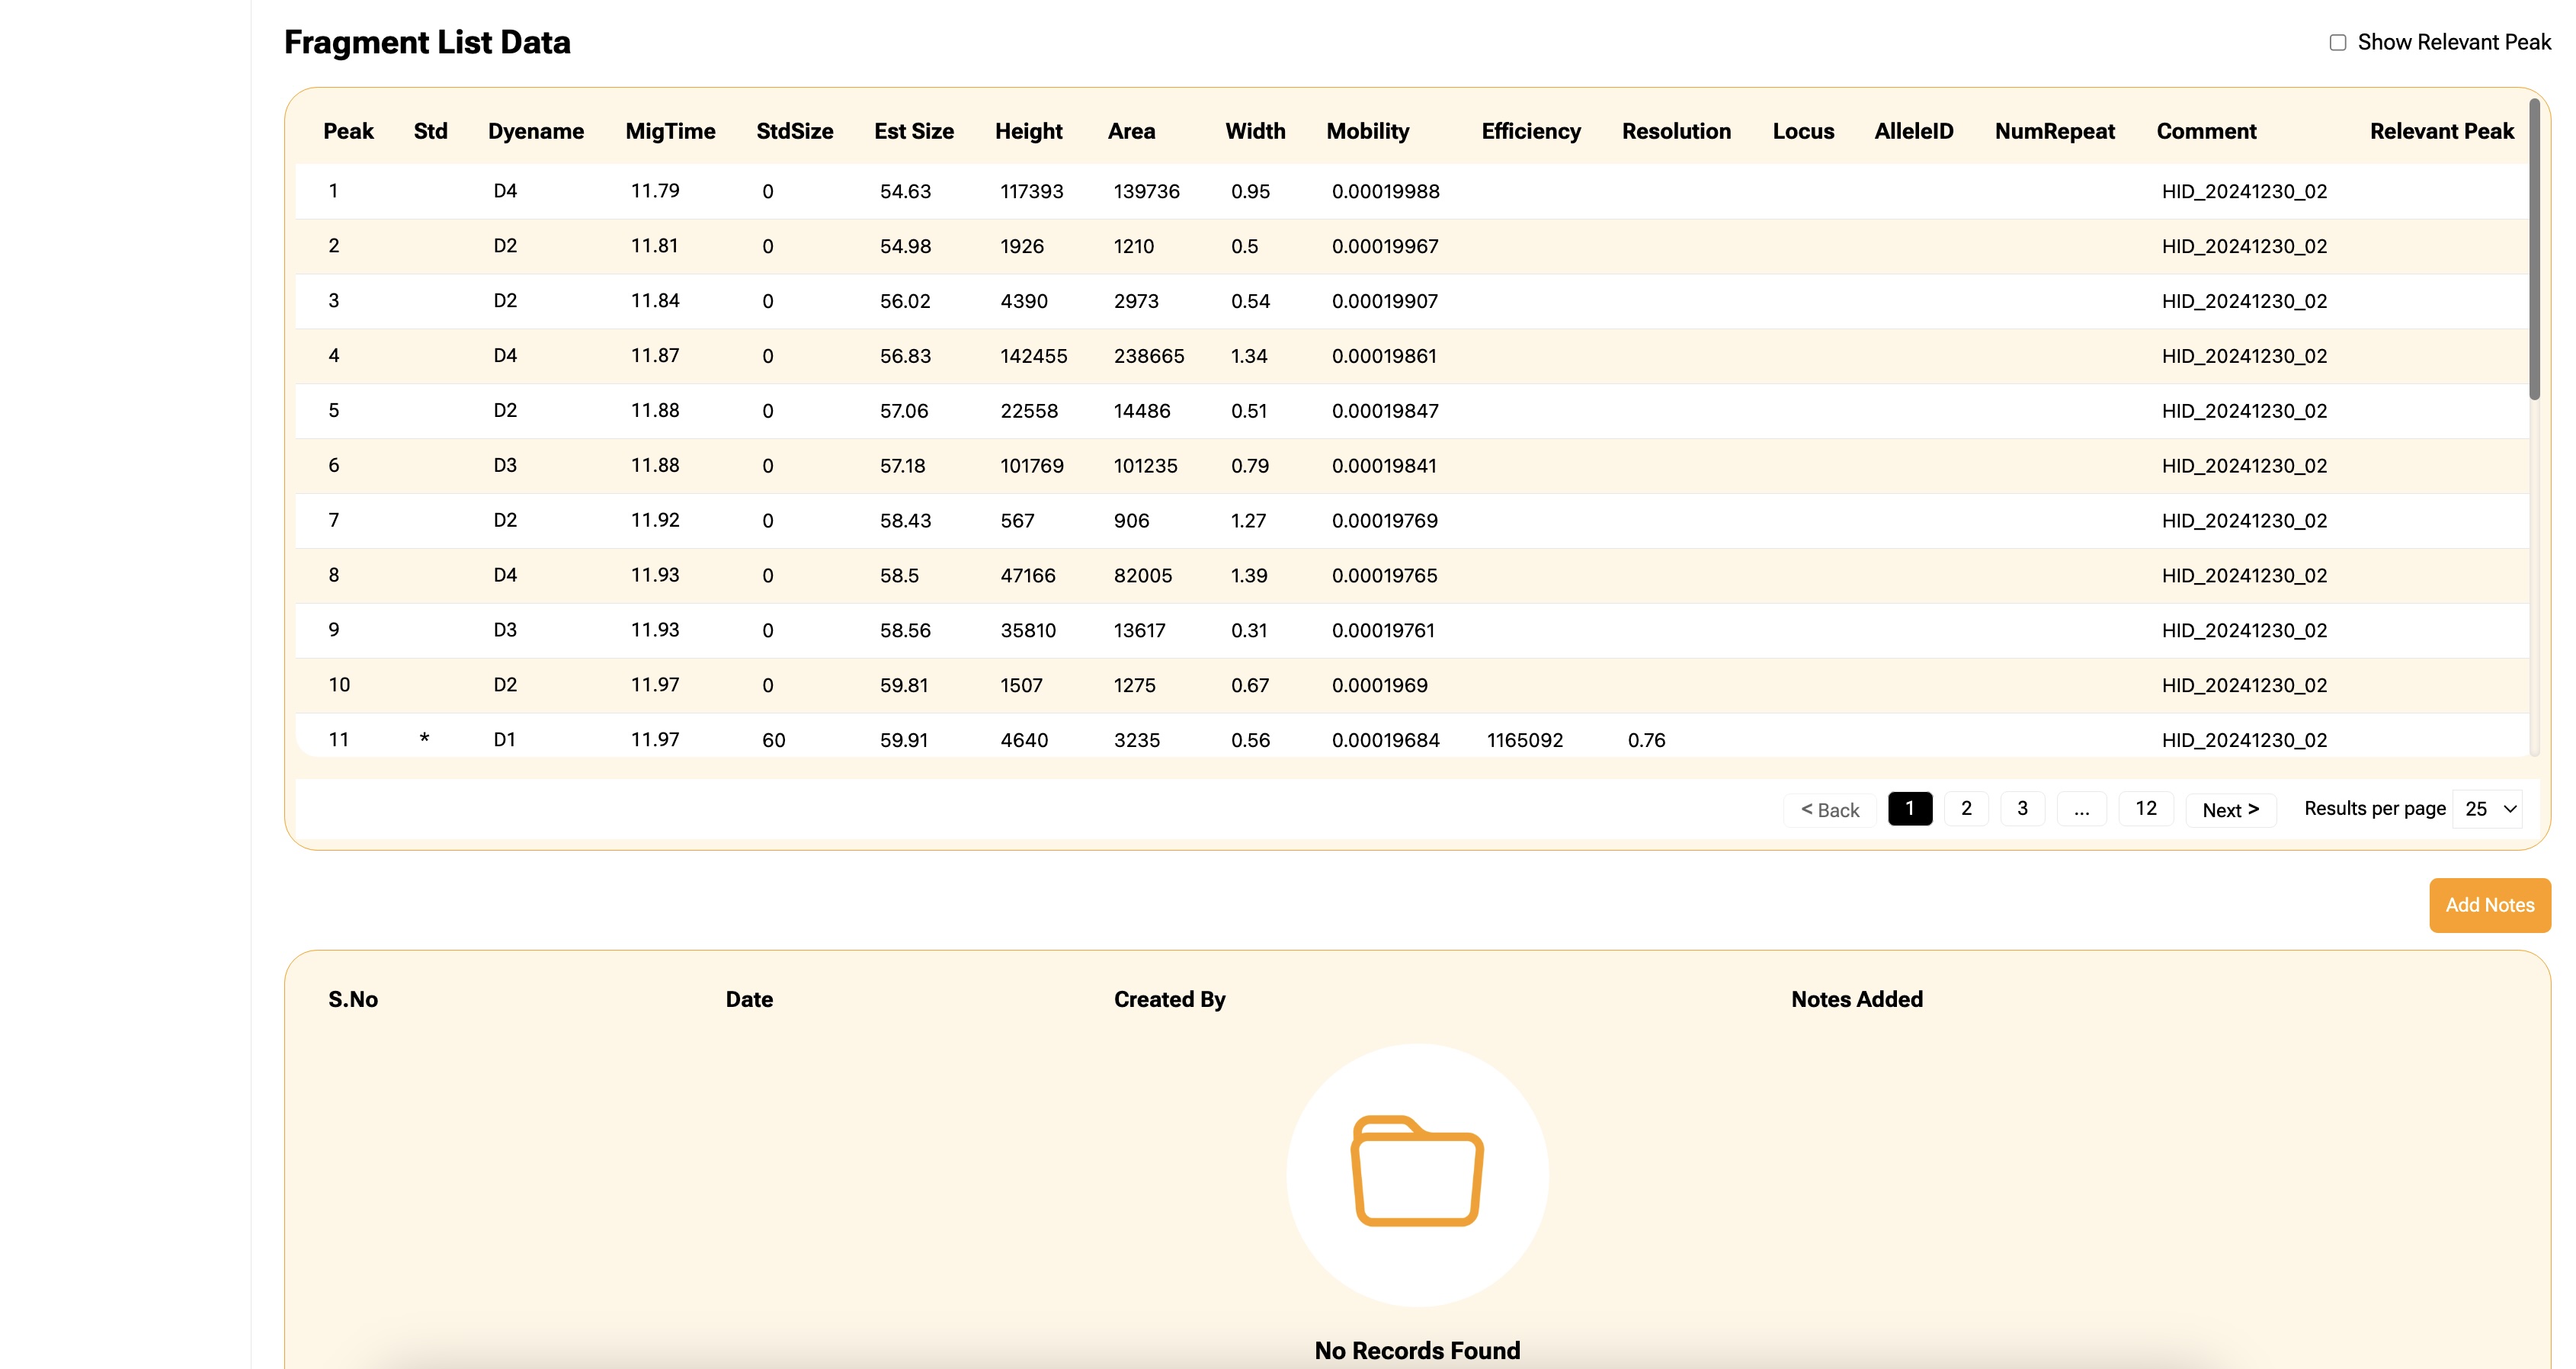 Fragment List Data
Show Relevant Peak
Peak Std Dyename MigTime StdSize Est Size Height Area Width Mobility Efficiency Resolution Locus AlleleID NumRepeat Comment Relevant Peak
1 D4 11.79 0 54.63 117393 139736 0.95 0.00019988 HID_20241230_02
2 D2 11.81 0 54.98 1926 1210 0.5 0.00019967 HID_20241230_02
3 D2 11.84 0 56.02 4390 2973 0.54 0.00019907 HID_20241230_02
4 D4 11.87 0 56.83 142455 238665 1.34 0.00019861 HID_20241230_02
5 D2 11.88 0 57.06 22558 14486 0.51 0.00019847 HID_20241230_02
6 D3 11.88 0 57.18 101769 101235 0.79 0.00019841 HID_20241230_02
7 D2 11.92 0 58.43 567 906 1.27 0.00019769 HID_20241230_02
8 D4 11.93 0 58.5 47166 82005 1.39 0.00019765 HID_20241230_02
9 D3 11.93 0 58.56 35810 13617 0.31 0.00019761 HID_20241230_02
10 D2 11.97 0 59.81 1507 1275 0.67 0.0001969 HID_20241230_02
11 * D1 11.97 60 59.91 4640 3235 0.56 0.00019684 1165092 0.76 HID_20241230_02
< Back 1 2 3 ... 12 Next > Results per page 25
Add Notes
S.No Date Created By Notes Added
No Records Found